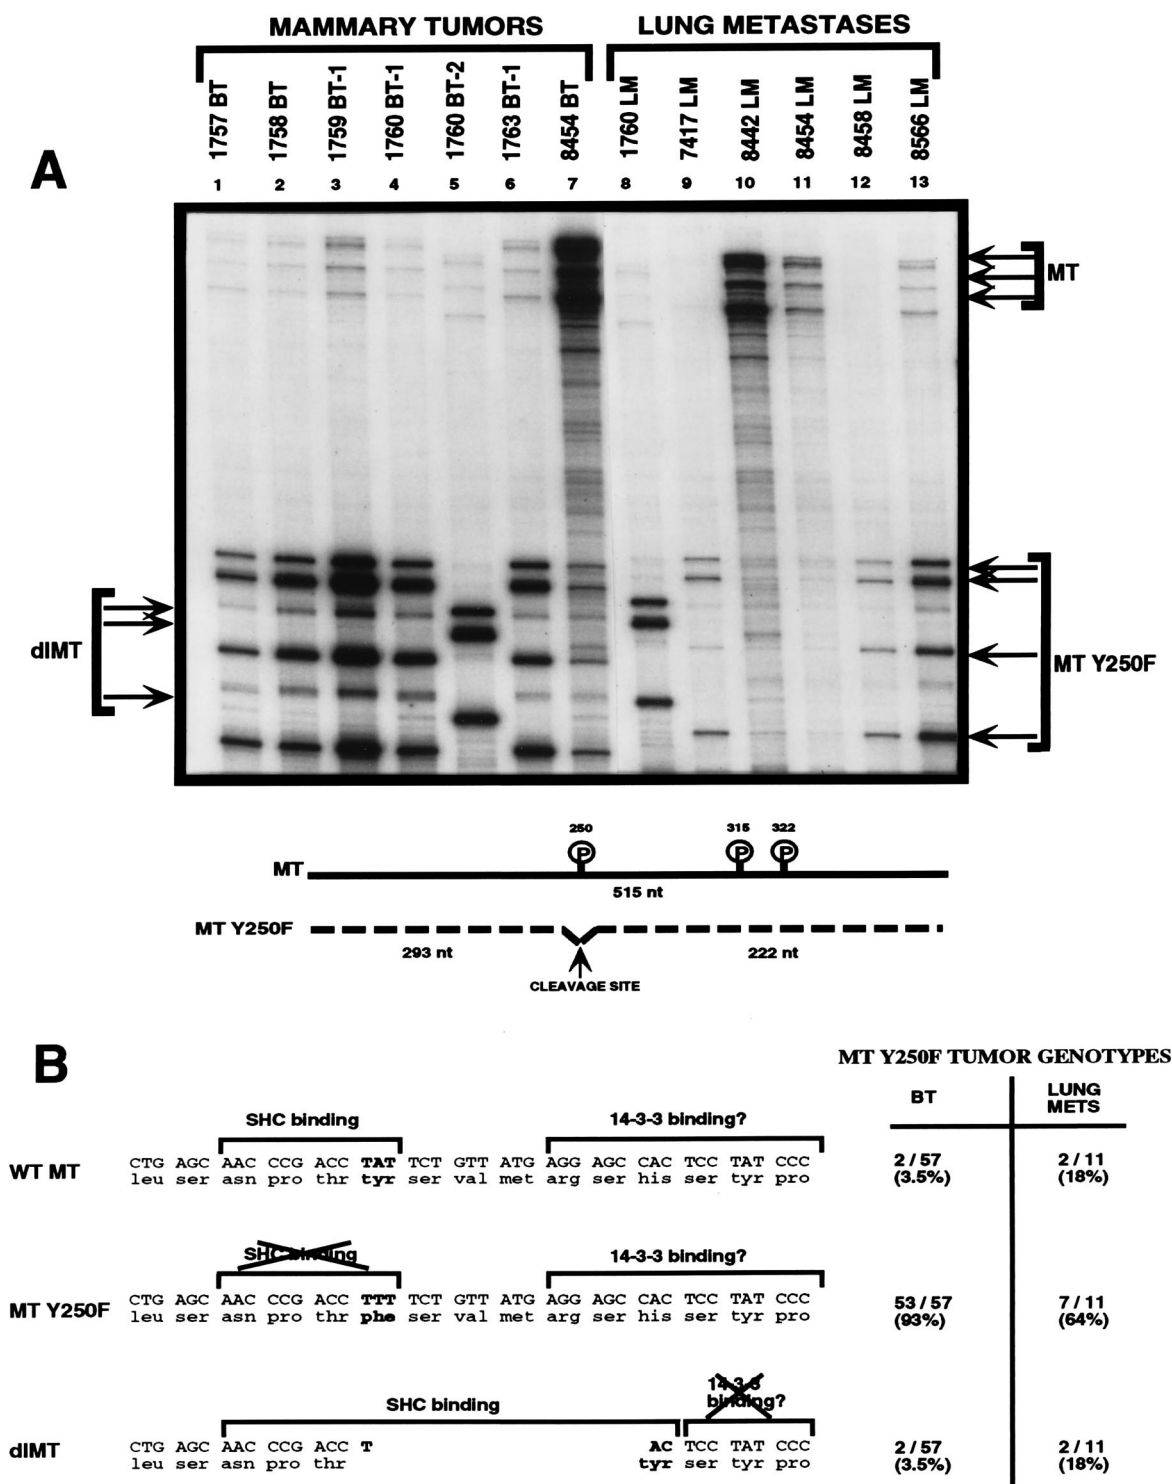 MAMMARY TUMORS LUNG METASTASES
1757 BT 1758 BT 1759 BT-1 1760 BT-1 1760 BT-2 1763 BT-1 8454 BT 1760 LM 7417 LM 8442 LM 8454 LM 8458 LM 8566 LM
A
1 2 3 4 5 6 7 8 9 10 11 12 13
MT
dlMT
MT Y250F
250 315 322
P P P
MT
515 nt
MT Y250F
293 nt 222 nt
CLEAVAGE SITE
B
MT Y250F TUMOR GENOTYPES
BT LUNG
METS
SHC binding 14-3-3 binding?
WT MT CTG AGC AAC CCG ACC TAT TCT GTT ATG AGG AGC CAC TCC TAT CCC 2 / 57 2 / 11
leu ser asn pro thr tyr ser val met arg ser his ser tyr pro (3.5%) (18%)
SHC binding 14-3-3 binding?
MT Y250F CTG AGC AAC CCG ACC TTT TCT GTT ATG AGG AGC CAC TCC TAT CCC 53 / 57 7 / 11
leu ser asn pro thr phe ser val met arg ser his ser tyr pro (93%) (64%)
14-3-3
SHC binding binding?
dlMT CTG AGC AAC CCG ACC T AC TCC TAT CCC 2 / 57 2 / 11
leu ser asn pro thr tyr ser tyr pro (3.5%) (18%)